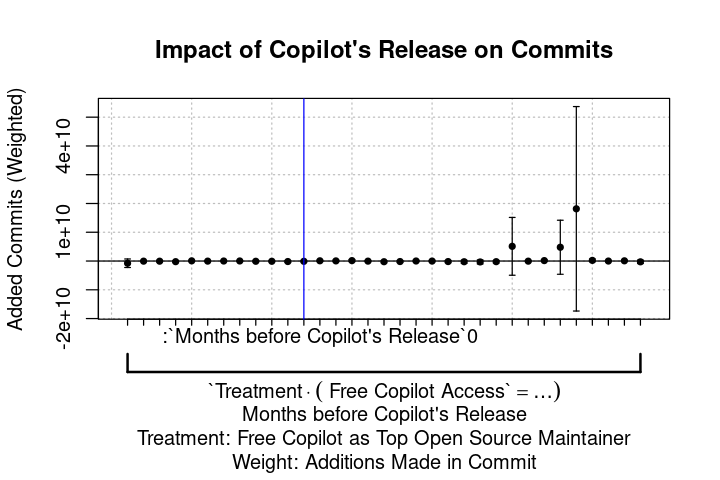 Impact of Copilot's Release on Commits
Added Commits (Weighted)
4e+10
1e+10
-2e+10
:`Months before Copilot's Release`0
`Treatment · ( Free Copilot Access` = ...)
Months before Copilot's Release
Treatment: Free Copilot as Top Open Source Maintainer
Weight: Additions Made in Commit